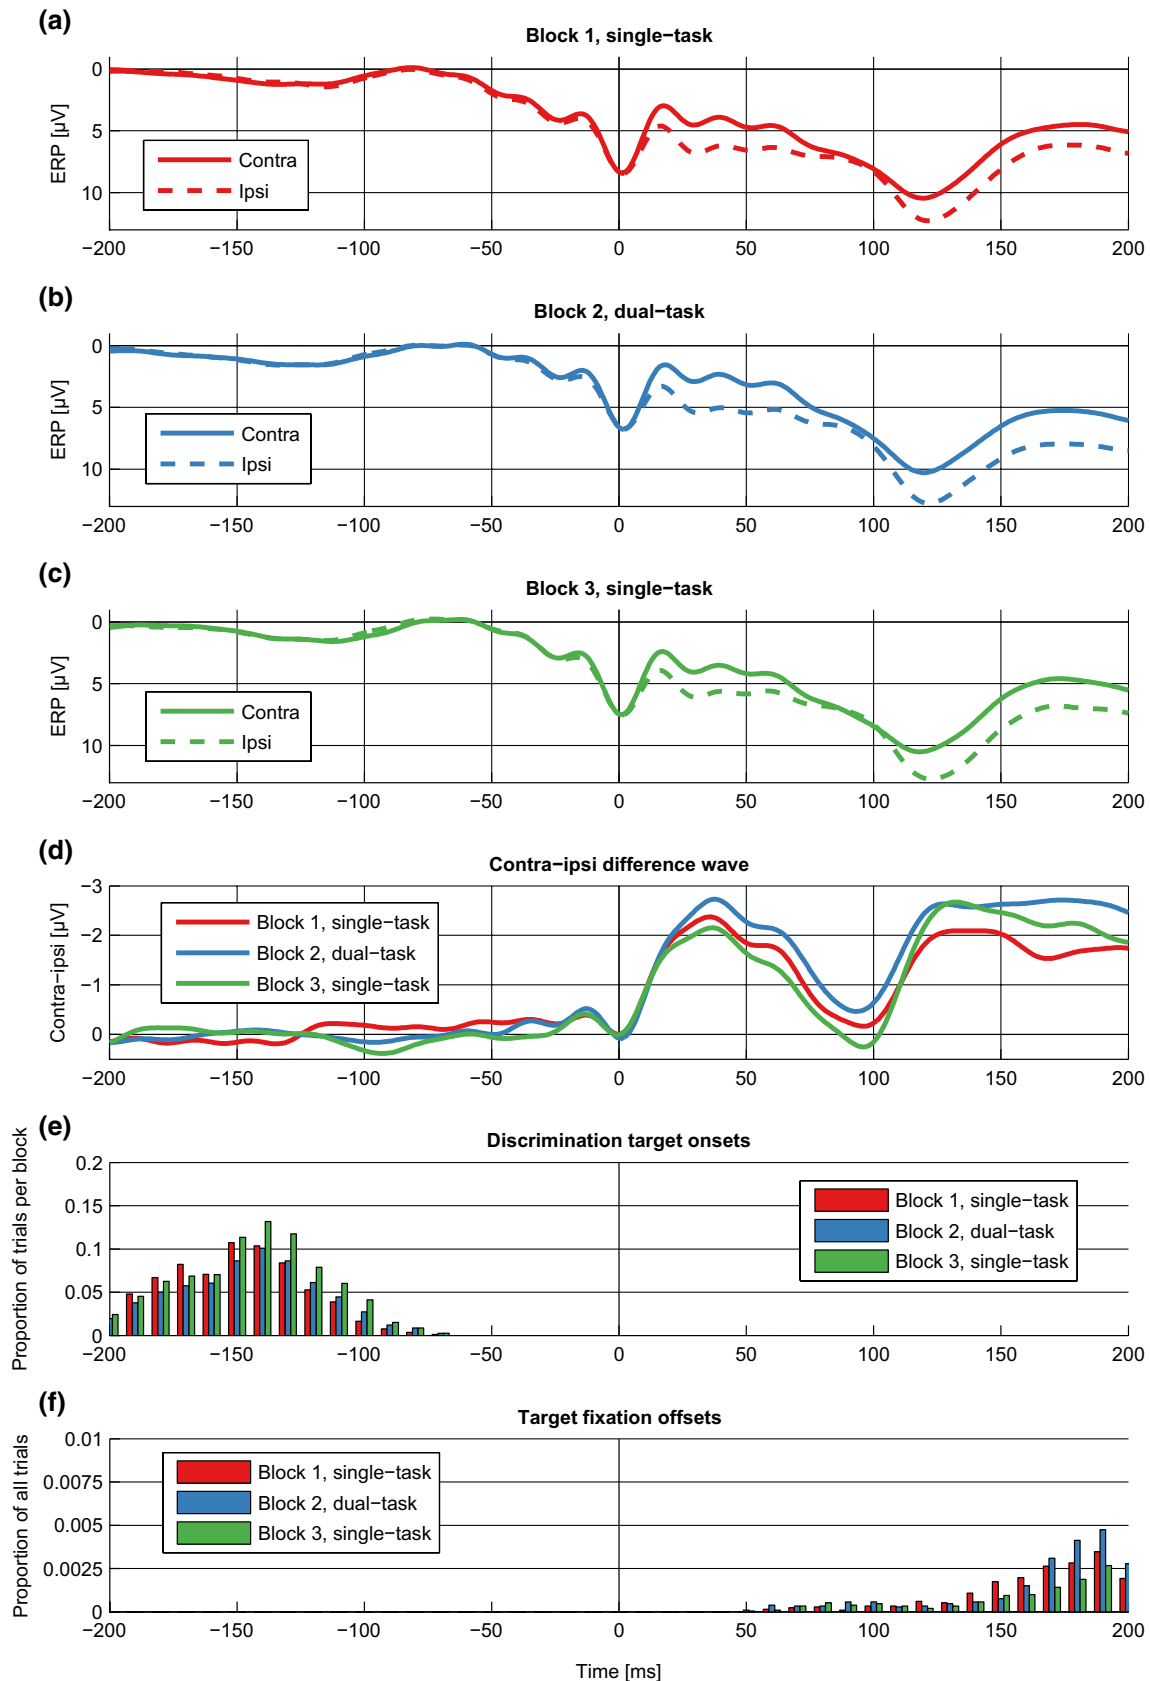 (a)
Block 1, single−task
ERP [µV]
0
5
10
Contra
Ipsi
−200 −150 −100 −50 0 50 100 150 200
(b)
Block 2, dual−task
ERP [µV]
0
5
10
Contra
Ipsi
−200 −150 −100 −50 0 50 100 150 200
(c)
Block 3, single−task
ERP [µV]
0
5
10
Contra
Ipsi
−200 −150 −100 −50 0 50 100 150 200
(d)
Contra−ipsi difference wave
Contra−ipsi [µV]
−3
−2
−1
0
Block 1, single−task
Block 2, dual−task
Block 3, single−task
−200 −150 −100 −50 0 50 100 150 200
(e)
Discrimination target onsets
Proportion of trials per block
0.2
0.15
0.1
0.05
0
Block 1, single−task
Block 2, dual−task
Block 3, single−task
−200 −150 −100 −50 0 50 100 150 200
(f)
Target fixation offsets
Proportion of all trials
0.01
0.0075
0.005
0.0025
0
Block 1, single−task
Block 2, dual−task
Block 3, single−task
−200 −150 −100 −50 0 50 100 150 200
Time [ms]